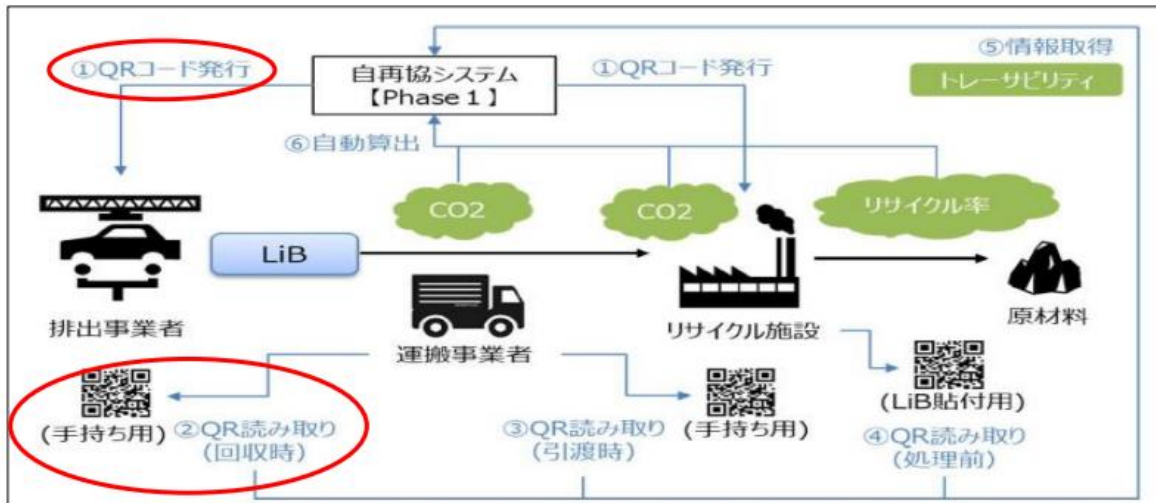 ①QRコード発行
自再協システム
【Phase 1】
①QRコード発行
⑤情報取得
トレーサビリティ
⑥自動算出
CO2
CO2
リサイクル率
LiB
排出事業者
運搬事業者
リサイクル施設
原材料
(手持ち用)
②QR読み取り
(回収時)
③QR読み取り
(引渡時)
(手持ち用)
(LiB貼付用)
④QR読み取り
(処理前)